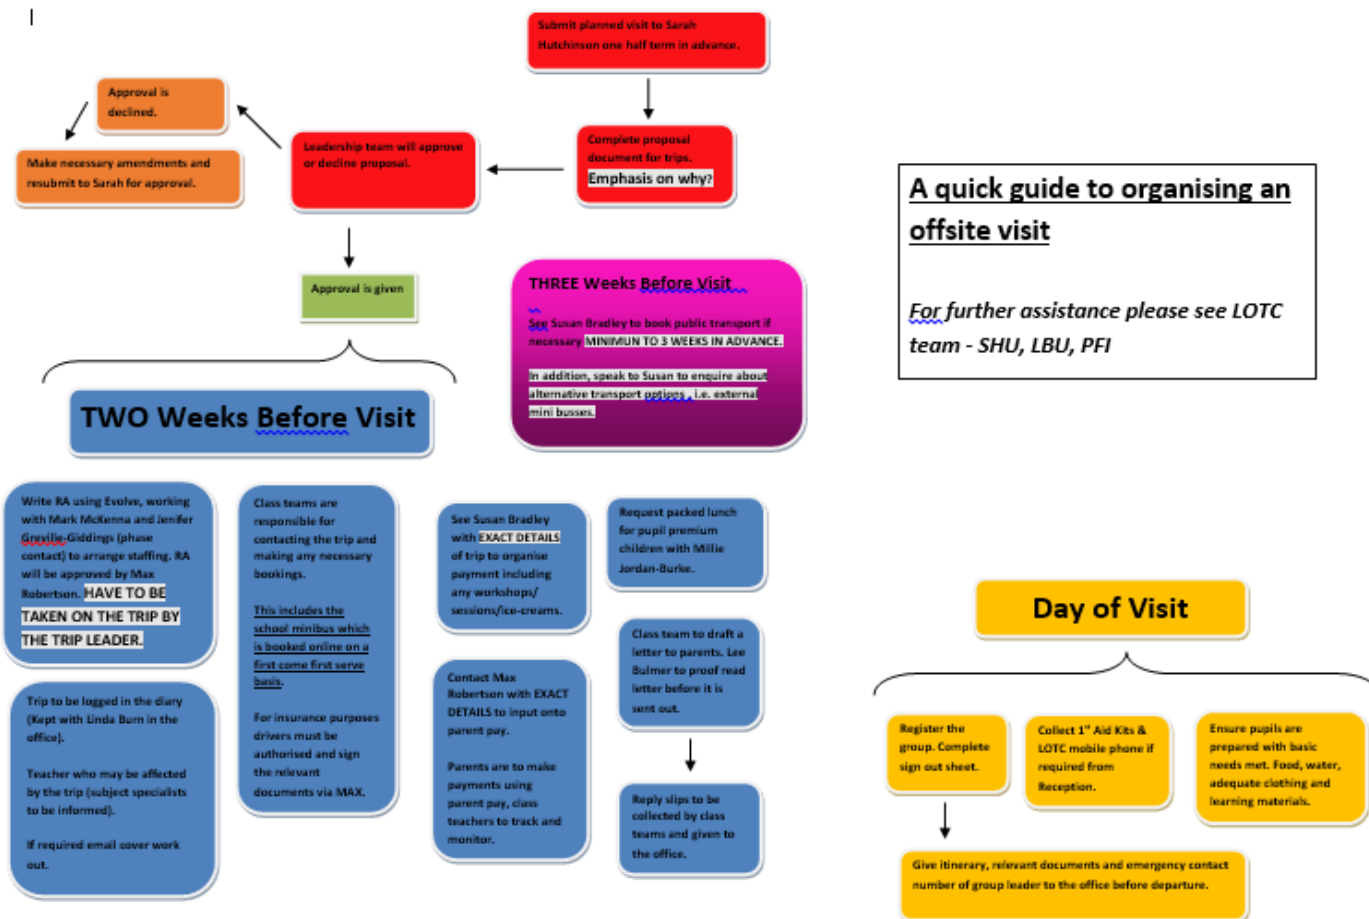 Submit planned visit to Sarah
Hutchinson one half term in advance.
Approval is
declined.
Complete proposal
document for trips.
Emphasis on why?
Leadership team will approve
or decline proposal.
Make necessary amendments and
resubmit to Sarah for approval.
A quick guide to organising an
offsite visit
For further assistance please see LOTC
team - SHU, LBU, PFI
Approval is given
THREE Weeks Before Visit
See Susan Bradley to book public transport if
necessary MINIMUN TO 3 WEEKS IN ADVANCE.
In addition, speak to Susan to enquire about
alternative transport options , i.e. external
mini busses.
TWO Weeks Before Visit
Write RA using Evolve, working
with Mark McKenna and Jenifer
Greville-Giddings (phase
contact) to arrange staffing. RA
will be approved by Max
Robertson. HAVE TO BE
TAKEN ON THE TRIP BY
THE TRIP LEADER.
Trip to be logged in the diary
(Kept with Linda Burn in the
office).
Teacher who may be affected
by the trip (subject specialists
to be informed).
If required email cover work
out.
Class teams are
responsible for
contacting the trip and
making any necessary
bookings.
This includes the
school minibus which
is booked online on a
first come first serve
basis.
For insurance purposes
drivers must be
authorised and sign
the relevant
documents via MAX.
See Susan Bradley
with EXACT DETAILS
of trip to organise
payment including
any workshops/
sessions/ice-creams.
Contact Max
Robertson with EXACT
DETAILS to input onto
parent pay.
Parents are to make
payments using
parent pay, class
teachers to track and
monitor.
Request packed lunch
for pupil premium
children with Millie
Jordan-Burke.
Class team to draft a
letter to parents. Lee
Bulmer to proof read
letter before it is
sent out.
Reply slips to be
collected by class
teams and given to
the office.
Day of Visit
Register the
group. Complete
sign out sheet.
Collect 1st Aid Kits &
LOTC mobile phone if
required from
Reception.
Ensure pupils are
prepared with basic
needs met. Food, water,
adequate clothing and
learning materials.
Give itinerary, relevant documents and emergency contact
number of group leader to the office before departure.